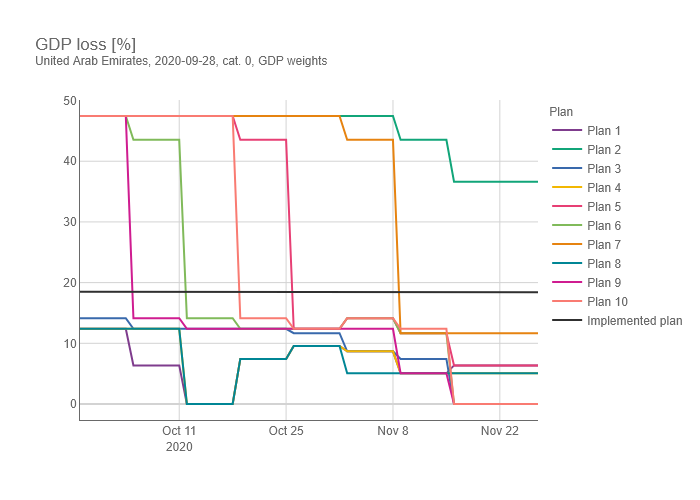 GDP loss [%]
United Arab Emirates, 2020-09-28, cat. 0, GDP weights
50
40
30
20
10
0
Oct 11
2020
Oct 25
Nov 8
Nov 22
Plan
Plan 1
Plan 2
Plan 3
Plan 4
Plan 5
Plan 6
Plan 7
Plan 8
Plan 9
Plan 10
Implemented plan